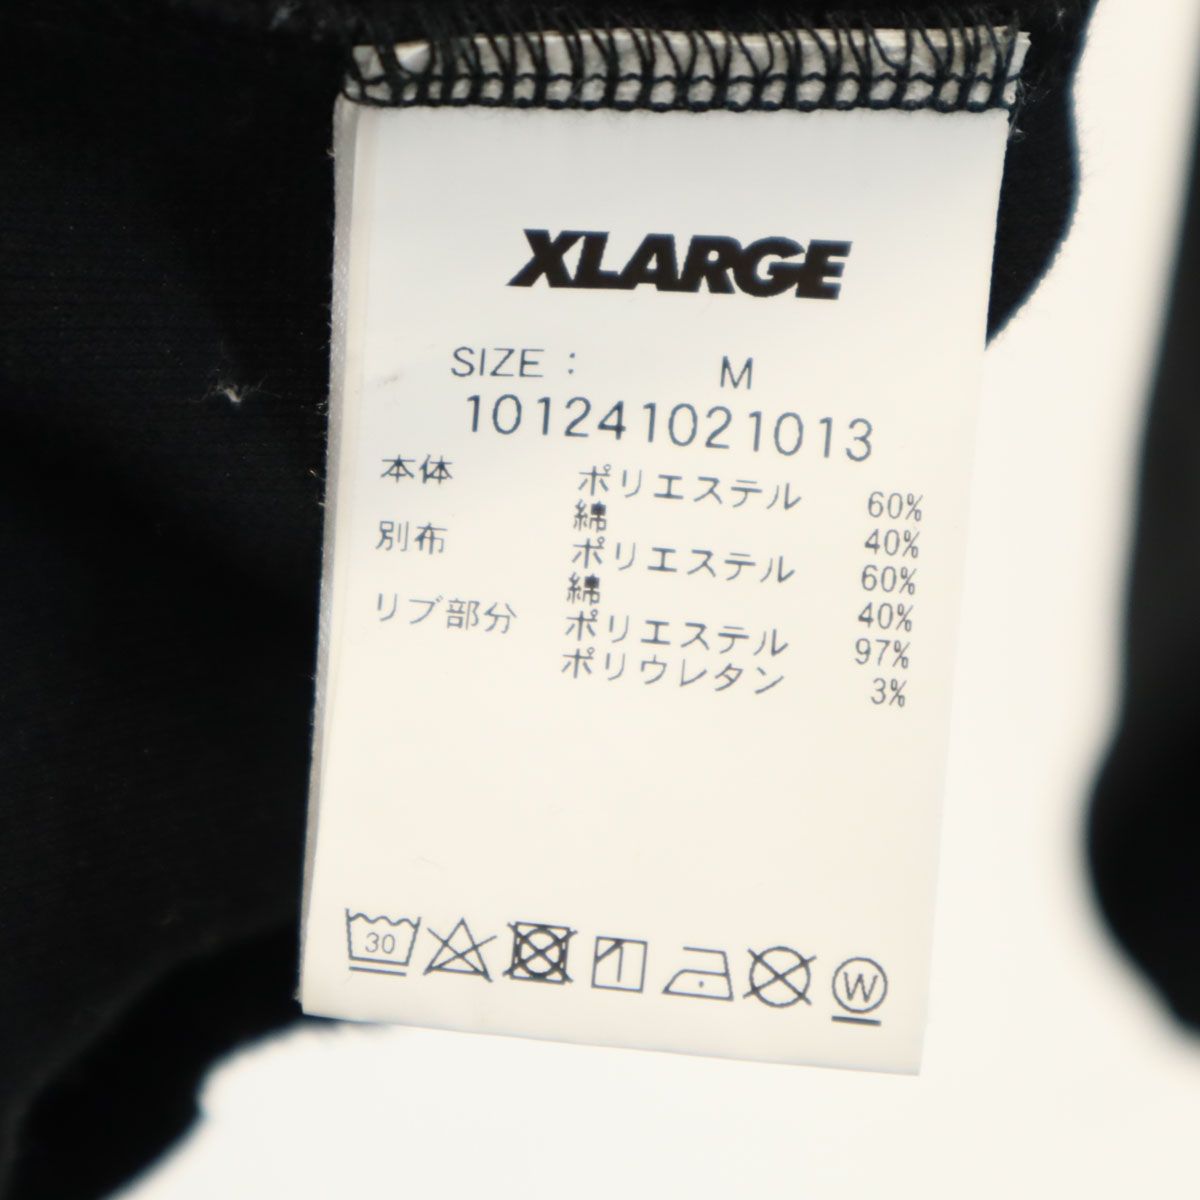 XLARGE
SIZE : M
101241021013
本体 ポリエステル 60%
綿 40%
別布 ポリエステル 60%
綿 40%
リブ部分 ポリエステル 97%
ポリウレタン 3%
30
W